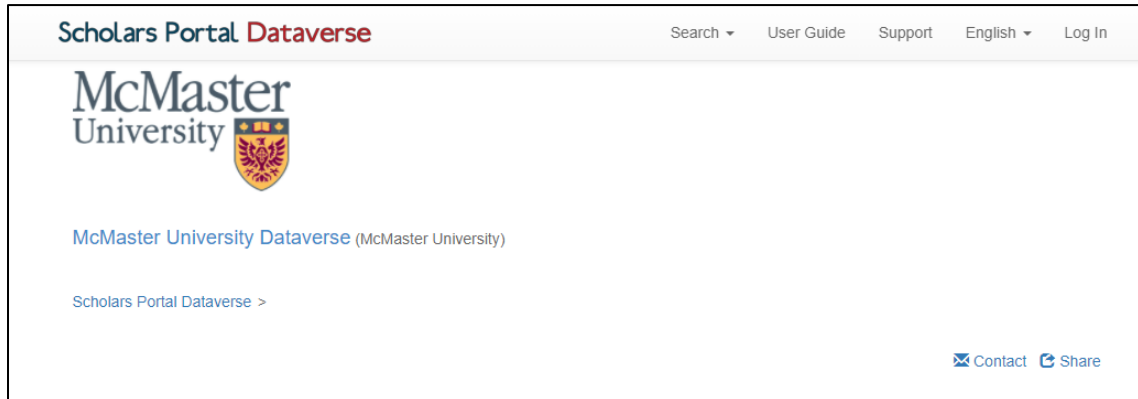 Scholars Portal Dataverse Search User Guide Support English Log In
McMaster
University
McMaster University Dataverse (McMaster University)
Scholars Portal Dataverse >
Contact Share